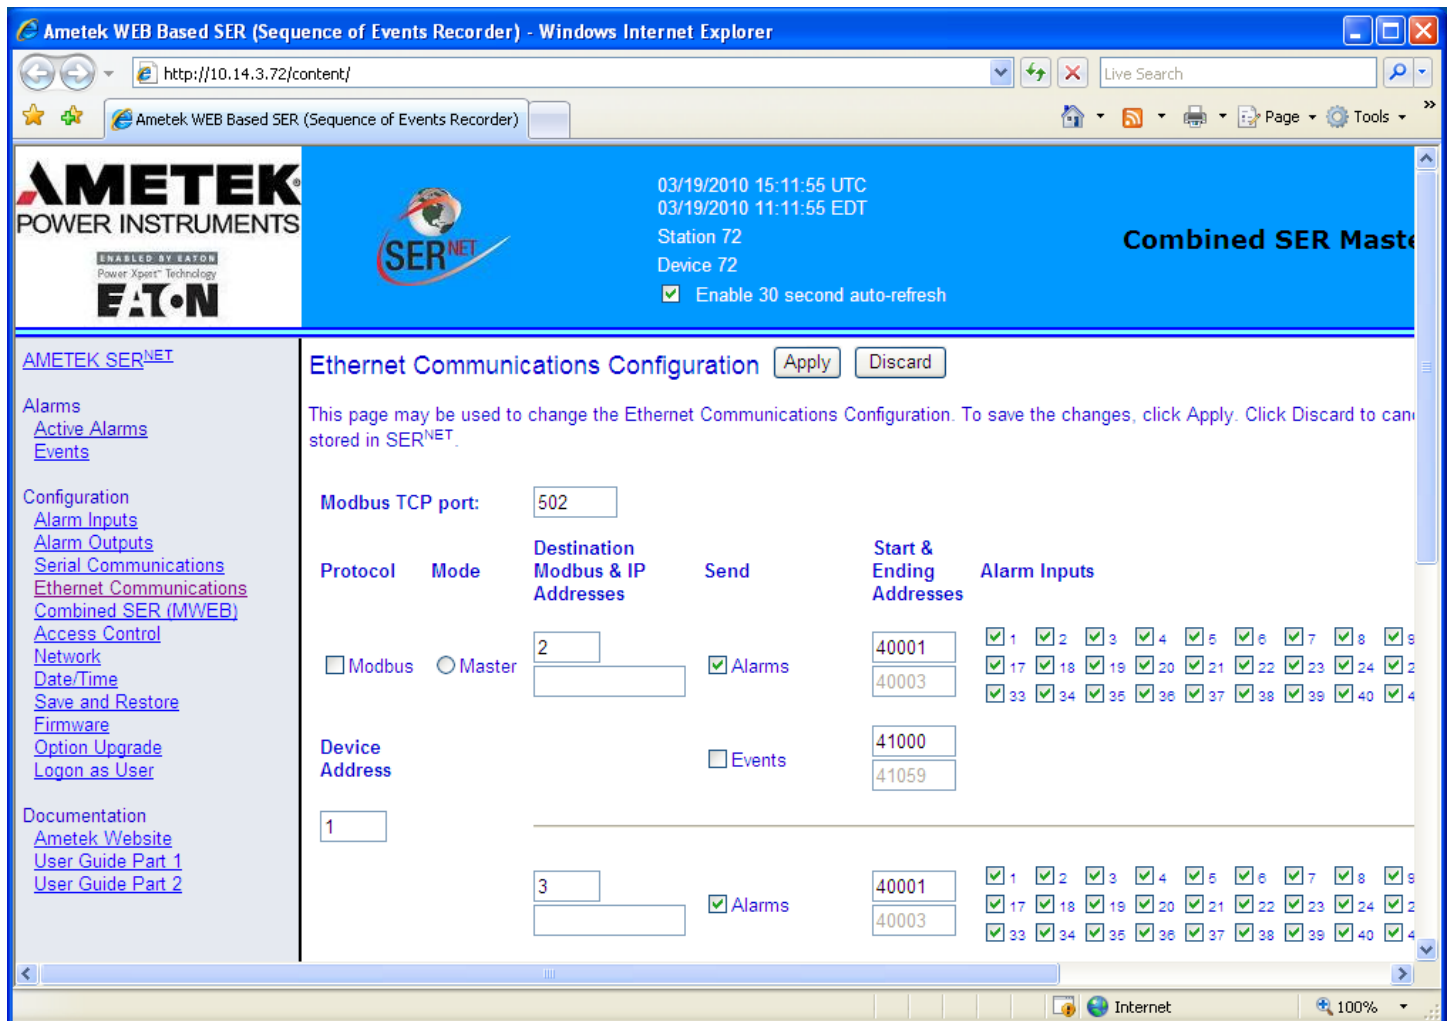 Ametek WEB Based SER (Sequence of Events Recorder) - Windows Internet Explorer
http://10.14.3.72/content/
Live Search
Ametek WEB Based SER (Sequence of Events Recorder)
Page
Tools
»
AMETEK®
POWER INSTRUMENTS
ENABLED BY EATON
Power Xpert™ Technology
EATON
SERNET
03/19/2010 15:11:55 UTC
03/19/2010 11:11:55 EDT
Station 72
Device 72
Enable 30 second auto-refresh
Combined SER Maste
AMETEK SERNET
Alarms
Active Alarms
Events
Configuration
Alarm Inputs
Alarm Outputs
Serial Communications
Ethernet Communications
Combined SER (MWEB)
Access Control
Network
Date/Time
Save and Restore
Firmware
Option Upgrade
Logon as User
Documentation
Ametek Website
User Guide Part 1
User Guide Part 2
Ethernet Communications Configuration Apply Discard
This page may be used to change the Ethernet Communications Configuration. To save the changes, click Apply. Click Discard to can
stored in SERNET.
Modbus TCP port: 502
Protocol Mode Destination Modbus & IP Addresses Send Start & Ending Addresses Alarm Inputs
Modbus Master 2 Alarms 40001 40003
1 2 3 4 5 6 7 8 9
17 18 19 20 21 22 23 24 2
33 34 35 36 37 38 39 40 4
Device Address
1
Events 41000 41059
3 Alarms 40001 40003
1 2 3 4 5 6 7 8 9
17 18 19 20 21 22 23 24 2
33 34 35 36 37 38 39 40 4
Internet 100%